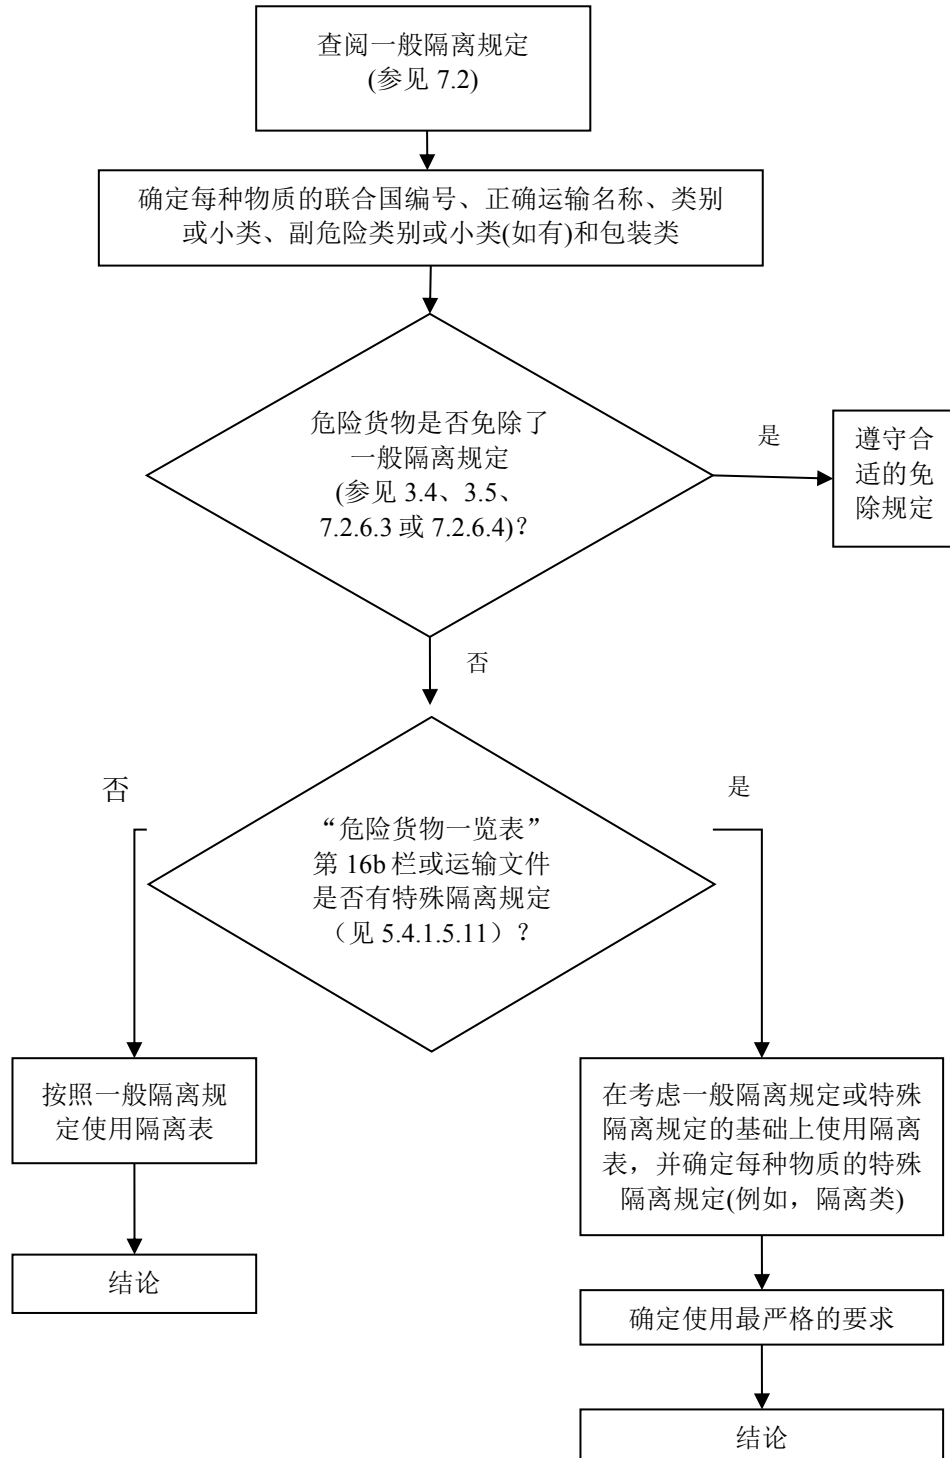 查阅一般隔离规定
(参见 7.2)
确定每种物质的联合国编号、正确运输名称、类别
或小类、副危险类别或小类(如有)和包装类
危险货物是否免除了
一般隔离规定
(参见 3.4、3.5、
7.2.6.3 或 7.2.6.4)？
是
遵守合
适的免
除规定
否
否
是
“危险货物一览表”
第 16b 栏或运输文件
是否有特殊隔离规定
（见 5.4.1.5.11）？
按照一般隔离规
定使用隔离表
结论
在考虑一般隔离规定或特殊
隔离规定的基础上使用隔离
表，并确定每种物质的特殊
隔离规定(例如，隔离类)
确定使用最严格的要求
结论